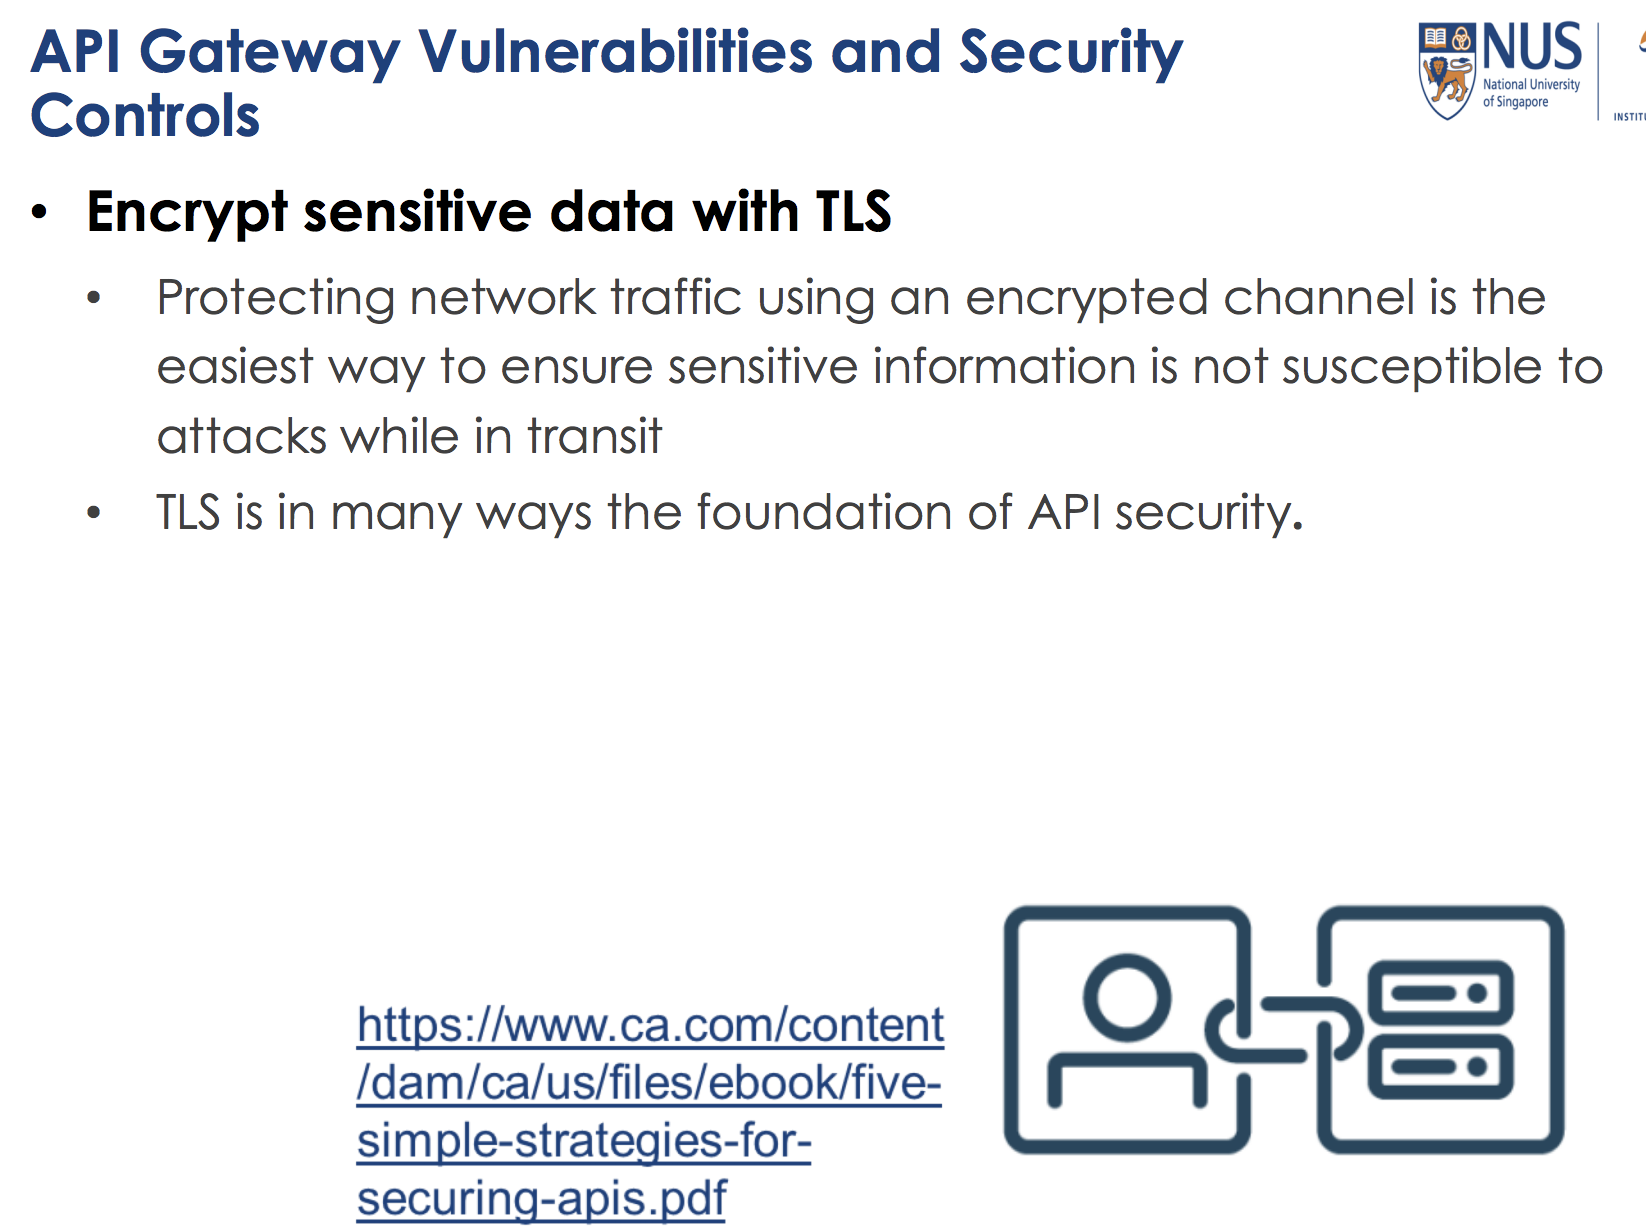 API Gateway Vulnerabilities and Security
Controls
NUS
National University
of Singapore
• Encrypt sensitive data with TLS
• Protecting network traffic using an encrypted channel is the
easiest way to ensure sensitive information is not susceptible to
attacks while in transit
• TLS is in many ways the foundation of API security.
https://www.ca.com/content
/dam/ca/us/files/ebook/five-
simple-strategies-for-
securing-apis.pdf